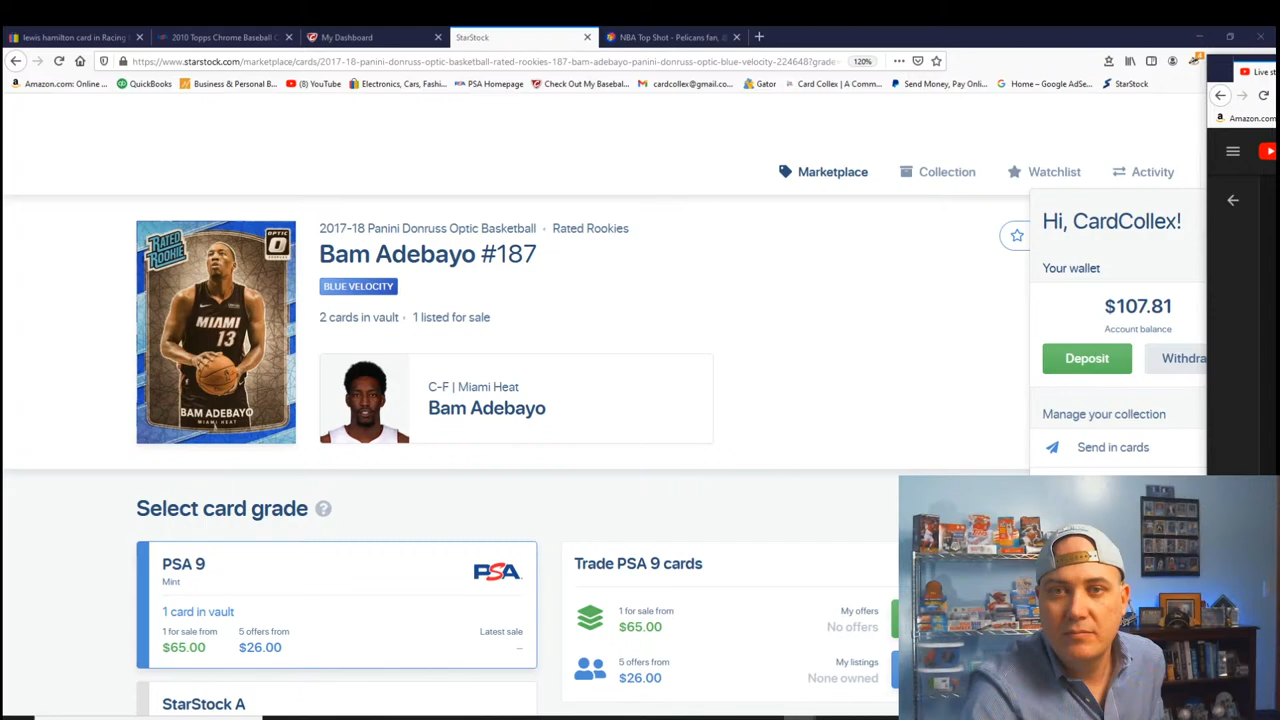 lewis hamilton card in Racing
2010 Topps Chrome Baseball C
My Dashboard
StarStock
NBA Top Shot - Pelicans fan, B
https://www.starstock.com/marketplace/cards/2017-18-panini-donruss-optic-basketball-rated-rookies-187-bam-adebayo-panini-donruss-optic-blue-velocity-2246487grade=
120%
Live st
Amazon.com: Online ...
QuickBooks
Business & Personal B...
(8) YouTube
Electronics, Cars, Fashi...
PSA Homepage
Check Out My Basebal...
cardcollex@gmail.co...
Gator
Card Collex | A Comm...
Send Money, Pay Onli...
Home – Google AdSe...
StarStock
Amazon.com
Marketplace
Collection
Watchlist
Activity
Hi, CardCollex!
Your wallet
$107.81
Account balance
Deposit
Withdra
Manage your collection
Send in cards
2017-18 Panini Donruss Optic Basketball • Rated Rookies
Bam Adebayo #187
BLUE VELOCITY
2 cards in vault • 1 listed for sale
C-F | Miami Heat
Bam Adebayo
RATED
ROOKIE
OPTIC
MIAMI
13
BAM ADEBAYO
MIAMI HEAT
Select card grade ?
PSA 9
Mint
PSA
1 card in vault
1 for sale from
5 offers from
Latest sale
$65.00
$26.00
–
StarStock A
Trade PSA 9 cards
1 for sale from
My offers
$65.00
No offers
5 offers from
My listings
$26.00
None owned